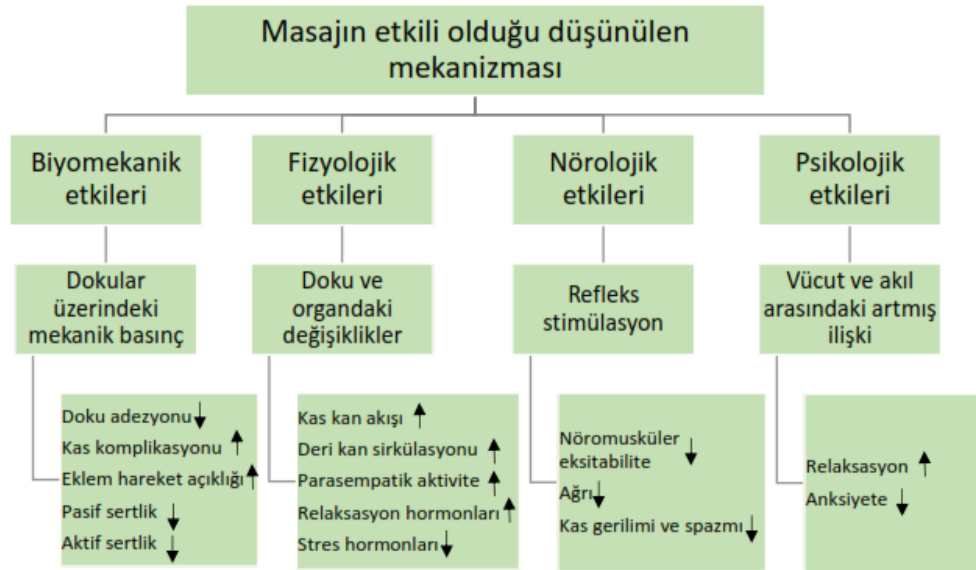 Masajın etkili olduğu düşünülen
mekanizması
Biyomekanik
etkileri
Fizyolojik
etkileri
Nörolojik
etkileri
Psikolojik
etkileri
Dokular
üzerindeki
mekanik basınç
Doku ve
organdaki
değişiklikler
Refleks
stimülasyon
Vücut ve akıl
arasındaki artmış
ilişki
Doku adezyonu ↓
Kas komplikasyonu ↑
Eklem hareket açıklığı ↑
Pasif sertlik ↓
Aktif sertlik ↓
Kas kan akışı ↑
Deri kan sirkülasyonu ↑
Parasempatik aktivite ↑
Relaksasyon hormonları ↑
Stres hormonları ↓
Nöromusküler
eksitabilite ↓
Ağrı ↓
Kas gerilimi ve spazmı ↓
Relaksasyon ↑
Anksiyete ↓